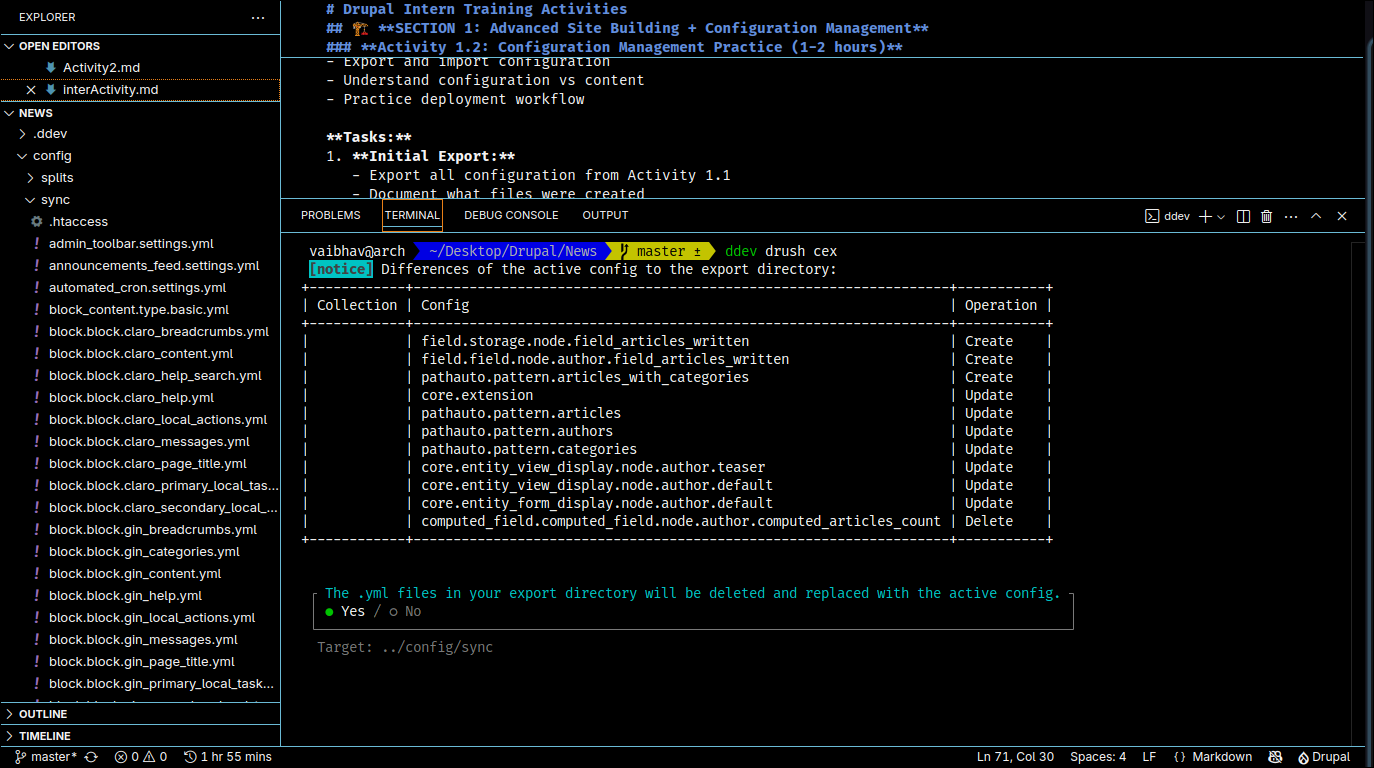 EXPLORER ···
OPEN EDITORS
Activity2.md
interActivity.md
NEWS
.ddev
config
splits
sync
.htaccess
admin_toolbar.settings.yml
announcements_feed.settings.yml
automated_cron.settings.yml
block_content.type.basic.yml
block.block.claro_breadcrumbs.yml
block.block.claro_content.yml
block.block.claro_help_search.yml
block.block.claro_help.yml
block.block.claro_local_actions.yml
block.block.claro_messages.yml
block.block.claro_page_title.yml
block.block.claro_primary_local_tas...
block.block.claro_secondary_local_...
block.block.gin_breadcrumbs.yml
block.block.gin_categories.yml
block.block.gin_content.yml
block.block.gin_help.yml
block.block.gin_local_actions.yml
block.block.gin_messages.yml
block.block.gin_page_title.yml
block.block.gin_primary_local_task...
OUTLINE
TIMELINE
# Drupal Intern Training Activities
## 🏗️ **SECTION 1: Advanced Site Building + Configuration Management**
### **Activity 1.2: Configuration Management Practice (1-2 hours)**
- Export and import configuration
- Understand configuration vs content
- Practice deployment workflow
**Tasks:**
1. **Initial Export:**
- Export all configuration from Activity 1.1
- Document what files were created
PROBLEMS TERMINAL DEBUG CONSOLE OUTPUT ddev
vaibhav@arch ~/Desktop/Drupal/News master ± ddev drush cex
[notice] Differences of the active config to the export directory:
+------------+-------------------------------------------------------------------+-----------+
| Collection | Config | Operation |
+------------+-------------------------------------------------------------------+-----------+
| | field.storage.node.field_articles_written | Create |
| | field.field.node.author.field_articles_written | Create |
| | pathauto.pattern.articles_with_categories | Create |
| | core.extension | Update |
| | pathauto.pattern.articles | Update |
| | pathauto.pattern.authors | Update |
| | pathauto.pattern.categories | Update |
| | core.entity_view_display.node.author.teaser | Update |
| | core.entity_view_display.node.author.default | Update |
| | core.entity_form_display.node.author.default | Update |
| | computed_field.computed_field.node.author.computed_articles_count | Delete |
+------------+-------------------------------------------------------------------+-----------+
The .yml files in your export directory will be deleted and replaced with the active config.
● Yes / ○ No
Target: ../config/sync
master* 0 0 1 hr 55 mins Ln 71, Col 30 Spaces: 4 LF {} Markdown Drupal